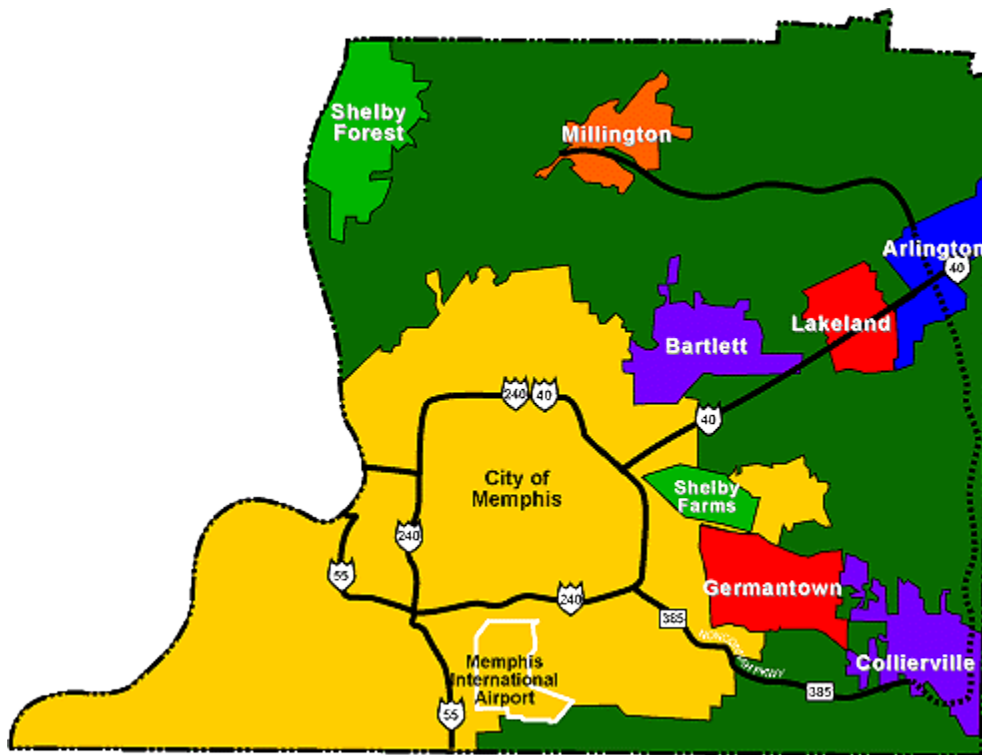 Shelby
Forest
Millington
Arlington
40
Lakeland
Bartlett
240
40
40
City of
Memphis
Shelby
Farms
240
55
Germantown
240
385
Collierville
Memphis
International
Airport
385
55